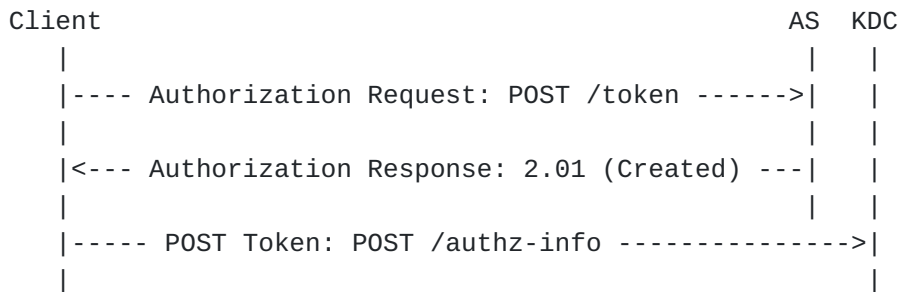 Client                                            AS  KDC
   |                                               |   |
   |---- Authorization Request: POST /token ------>|   |
   |                                               |   |
   |<--- Authorization Response: 2.01 (Created) ---|   |
   |                                               |   |
   |----- POST Token: POST /authz-info --------------->|
   |                                                   |